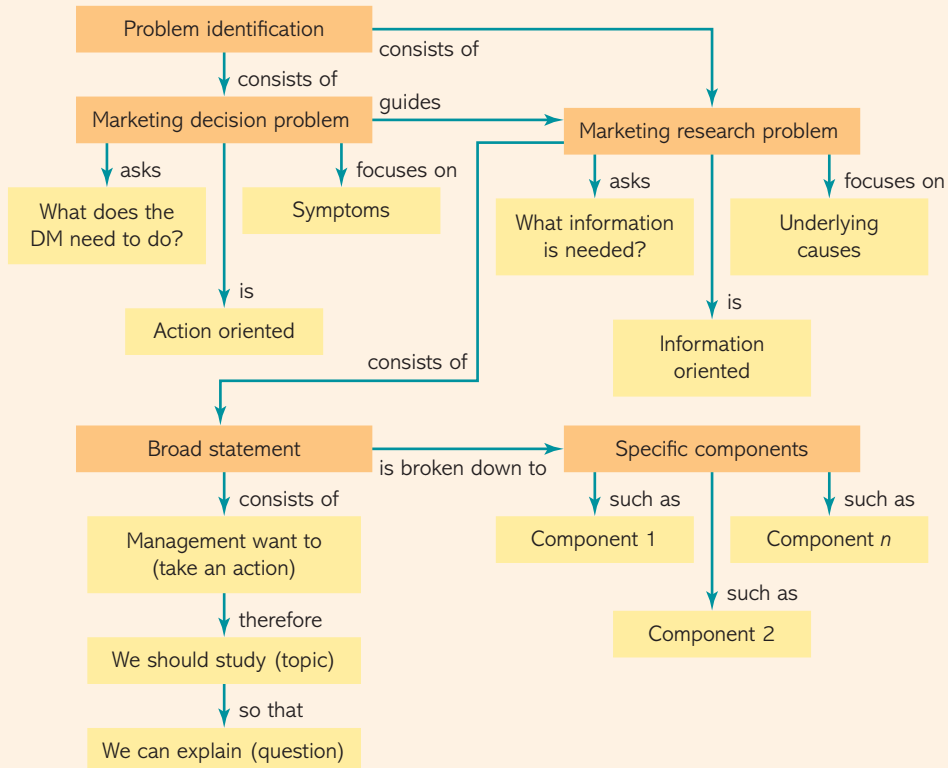 Problem identification
consists of
consists of
Marketing decision problem
guides
Marketing research problem
asks
focuses on
What does the
DM need to do?
Symptoms
is
Action oriented
asks
focuses on
What information
is needed?
Underlying
causes
is
Information
oriented
consists of
Broad statement
is broken down to
Specific components
consists of
Management want to
(take an action)
therefore
We should study (topic)
so that
We can explain (question)
such as
such as
Component 1
Component n
such as
Component 2